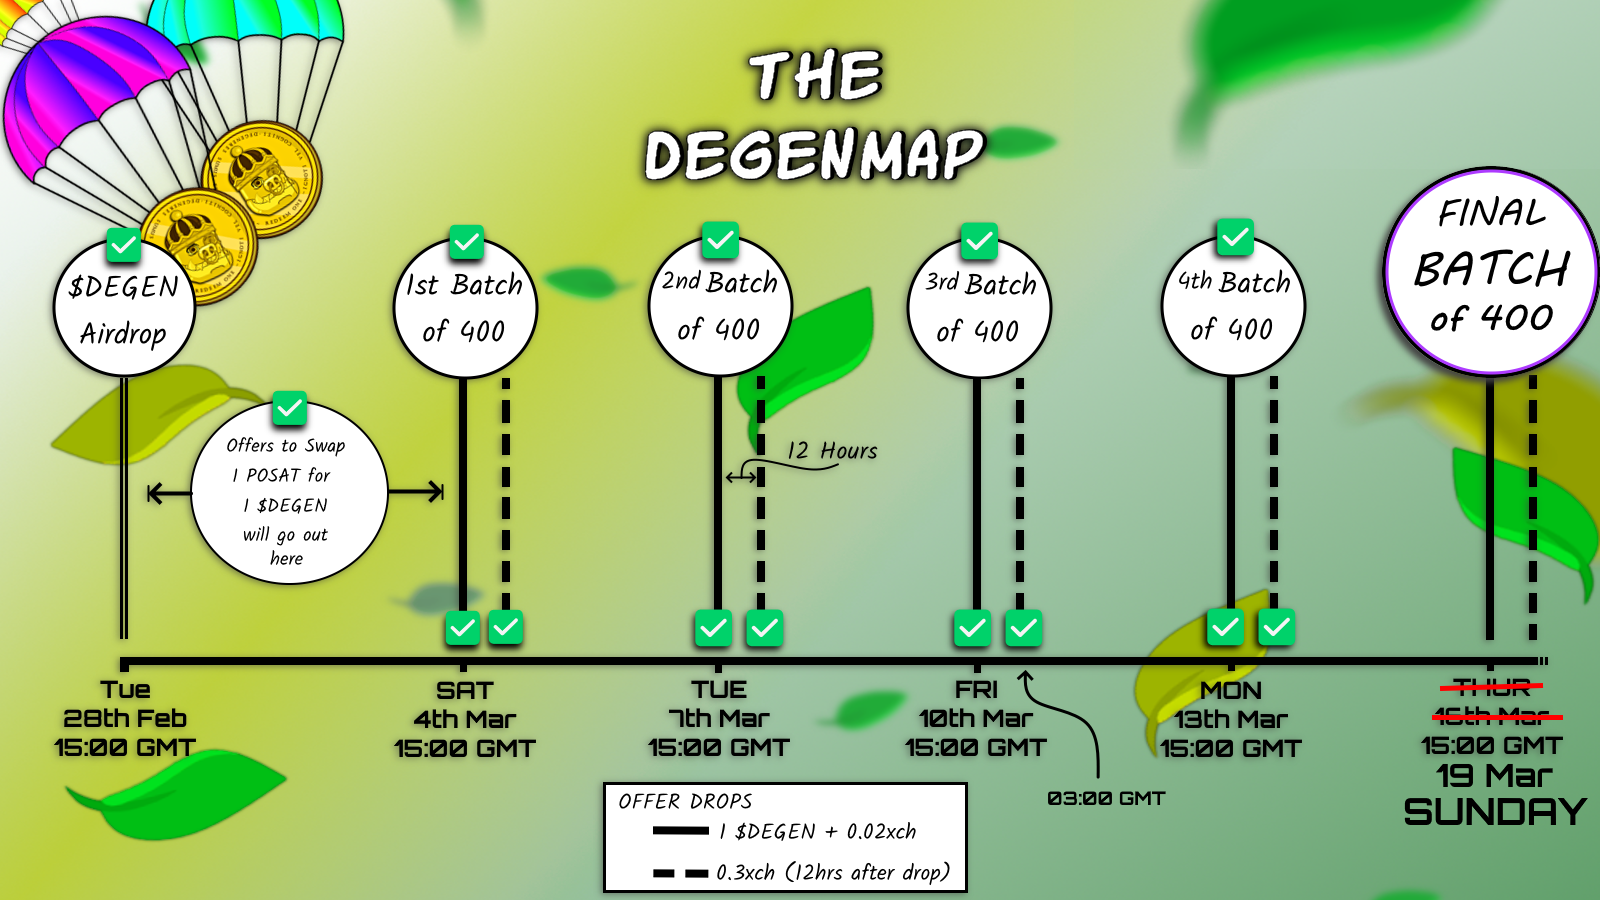 THE
DEGENMAP
$DEGEN
Airdrop
1st Batch
of 400
2nd Batch
of 400
3rd Batch
of 400
4th Batch
of 400
FINAL
BATCH
of 400
Offers to Swap
1 POSAT for
1 $DEGEN
will go out
here
12 Hours
Tue
28th Feb
15:00 GMT
SAT
4th Mar
15:00 GMT
TUE
7th Mar
15:00 GMT
FRI
10th Mar
15:00 GMT
03:00 GMT
MON
13th Mar
15:00 GMT
THUR
16th Mar
15:00 GMT
19 Mar
SUNDAY
OFFER DROPS
1 $DEGEN + 0.02xch
0.3xch (12hrs after drop)